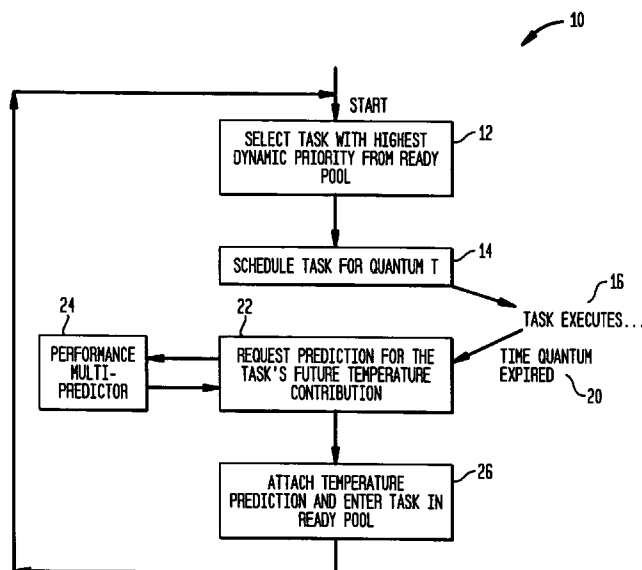 10
START
SELECT TASK WITH HIGHEST
DYNAMIC PRIORITY FROM READY
POOL
12
SCHEDULE TASK FOR QUANTUM T
14
16
TASK EXECUTES...
24
PERFORMANCE
MULTI-
PREDICTOR
22
REQUEST PREDICTION FOR THE
TASK'S FUTURE TEMPERATURE
CONTRIBUTION
TIME QUANTUM
EXPIRED
20
ATTACH TEMPERATURE
PREDICTION AND ENTER TASK IN
READY POOL
26